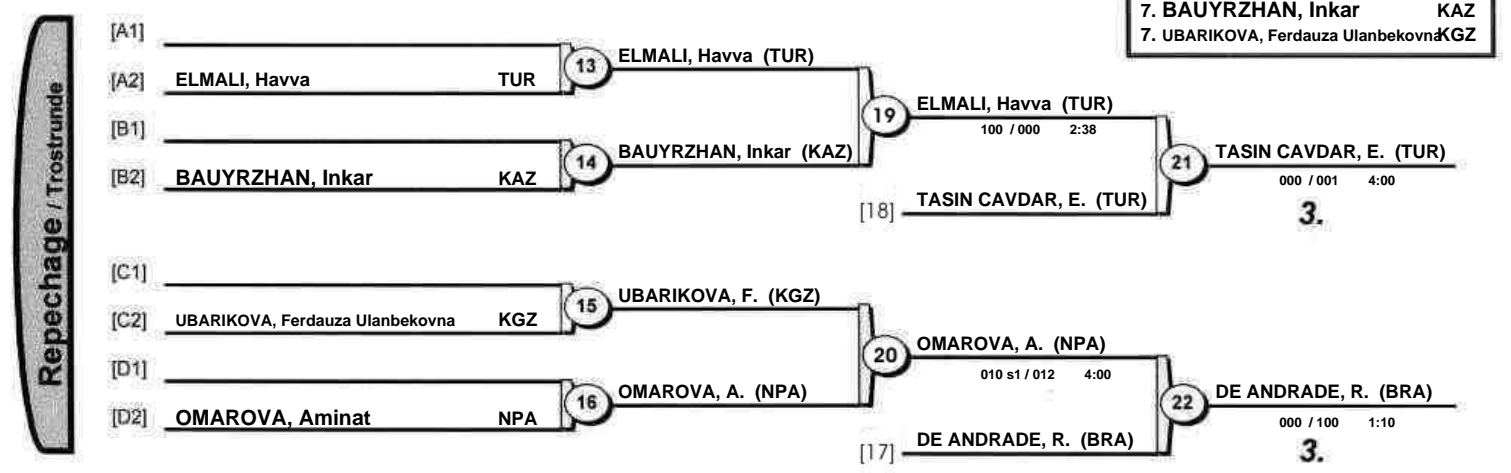 7. BAUYRZHAN, Inkar KAZ
7. UBARIKOVA, Ferdauza Ulanbekovna KGZ
Repechage / Trostrunde
[A1]
[A2] ELMALI, Havva TUR
13 ELMALI, Havva (TUR)
[B1]
[B2] BAUYRZHAN, Inkar KAZ
14 BAUYRZHAN, Inkar (KAZ)
19 ELMALI, Havva (TUR)
100 / 000 2:38
[18] TASIN CAVDAR, E. (TUR)
21 TASIN CAVDAR, E. (TUR)
000 / 001 4:00
3.
[C1]
[C2] UBARIKOVA, Ferdauza Ulanbekovna KGZ
15 UBARIKOVA, F. (KGZ)
[D1]
[D2] OMAROVA, Aminat NPA
16 OMAROVA, A. (NPA)
20 OMAROVA, A. (NPA)
010 s1 / 012 4:00
[17] DE ANDRADE, R. (BRA)
22 DE ANDRADE, R. (BRA)
000 / 100 1:10
3.